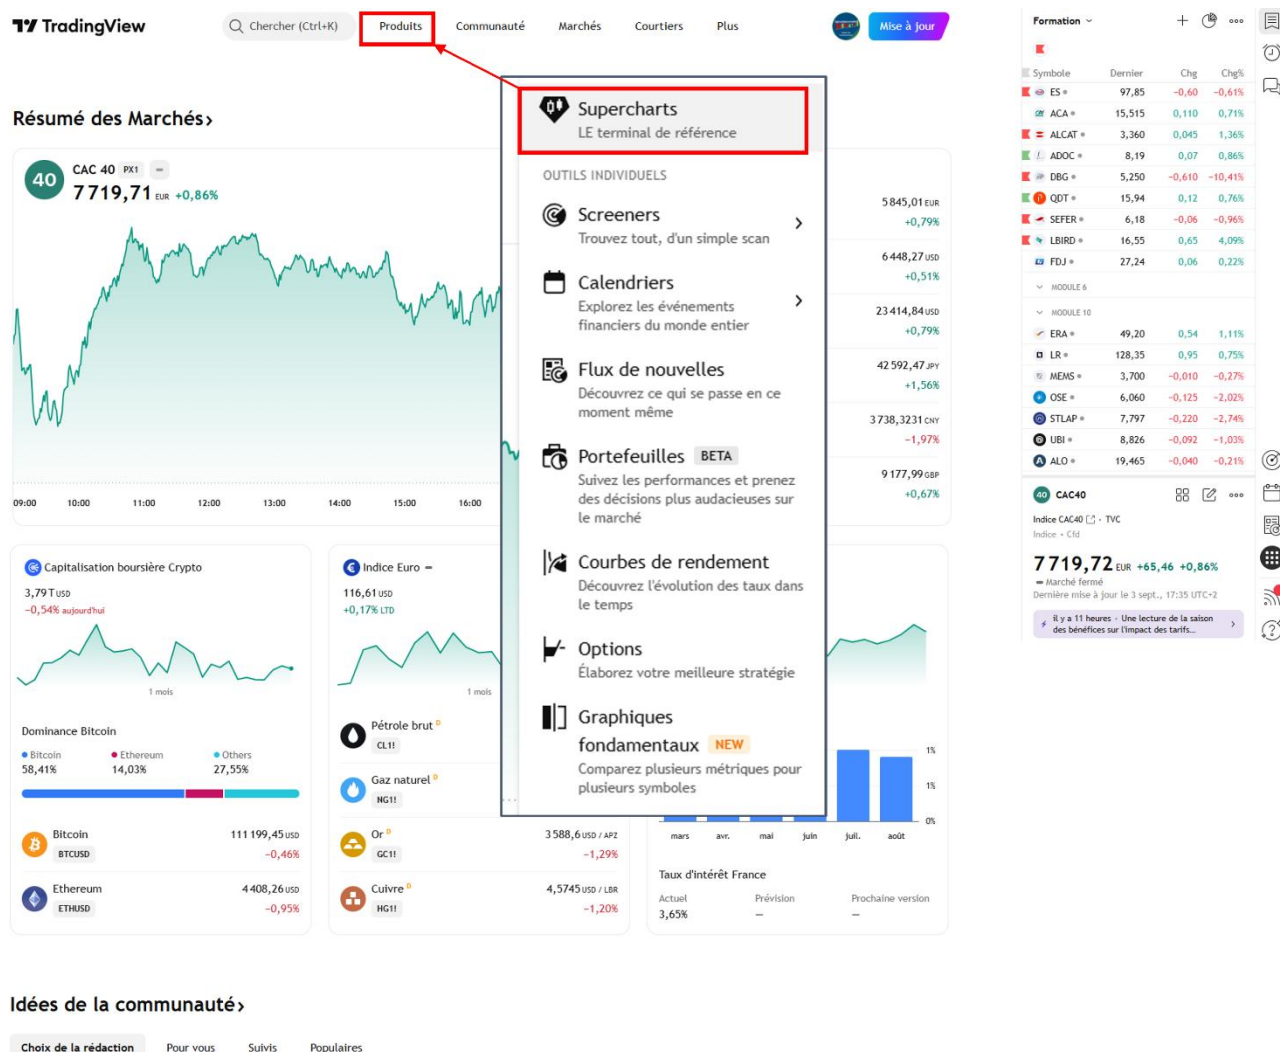 TradingView
Chercher (Ctrl+K)
Produits
Communauté
Marchés
Courtiers
Plus
Mise à jour
Résumé des Marchés›
40
CAC 40 PX1
7 719,71 EUR +0,86%
09:00 10:00 11:00 12:00 13:00 14:00 15:00 16:00
Supercharts
LE terminal de référence
OUTILS INDIVIDUELS
Screeners
Trouvez tout, d'un simple scan
Calendriers
Explorez les événements
financiers du monde entier
Flux de nouvelles
Découvrez ce qui se passe en ce
moment même
Portefeuilles BETA
Suivez les performances et prenez
des décisions plus audacieuses sur
le marché
Courbes de rendement
Découvrez l'évolution des taux dans
le temps
Options
Élaborez votre meilleure stratégie
Graphiques
fondamentaux NEW
Comparez plusieurs métriques pour
plusieurs symboles
5 845,01 EUR
+0,79%
6 448,27 USD
+0,51%
23 414,84 USD
+0,79%
42 592,47 JPY
+1,56%
3 738,3231 CNY
−1,97%
9 177,99 GBP
+0,67%
Capitalisation boursière Crypto
3,79 T USD
−0,54% aujourd'hui
1 mois
Dominance Bitcoin
Bitcoin Ethereum Others
58,41% 14,03% 27,55%
Bitcoin 111 199,45 USD
BTCUSD −0,46%
Ethereum 4 408,26 USD
ETHUSD −0,95%
Indice Euro
116,61 USD
+0,17% LTD
1 mois
Pétrole brut D
CL1!
Gaz naturel D
NG1!
Or D 3 588,6 USD / APZ
GC1! −1,29%
Cuivre D 4,5745 USD / LBR
HG1! −1,20%
1%
1%
0%
mars avr. mai juin juil. août
Taux d'intérêt France
Actuel Prévision Prochaine version
3,65% — —
Formation
Symbole Dernier Chg Chg%
ES 97,85 −0,60 −0,61%
ACA 15,515 0,110 0,71%
ALCAT 3,360 0,045 1,36%
ADOC 8,19 0,07 0,86%
DBG 5,250 −0,610 −10,41%
QDT 15,94 0,12 0,76%
SEFER 6,18 −0,06 −0,96%
LBIRD 16,55 0,65 4,09%
FDJ 27,24 0,06 0,22%
MODULE 6
MODULE 10
ERA 49,20 0,54 1,11%
LR 128,35 0,95 0,75%
MEMS 3,700 −0,010 −0,27%
OSE 6,060 −0,125 −2,02%
STLAP 7,797 −0,220 −2,74%
UBI 8,826 −0,092 −1,03%
ALO 19,465 −0,040 −0,21%
40 CAC40
Indice CAC40 • TVC
Indice • Cfd
7 719,72 EUR +65,46 +0,86%
Marché fermé
Dernière mise à jour le 3 sept., 17:35 UTC+2
Il y a 11 heures • Une lecture de la saison
des bénéfices sur l'impact des tarifs...
Idées de la communauté›
Choix de la rédaction Pour vous Suivis Populaires